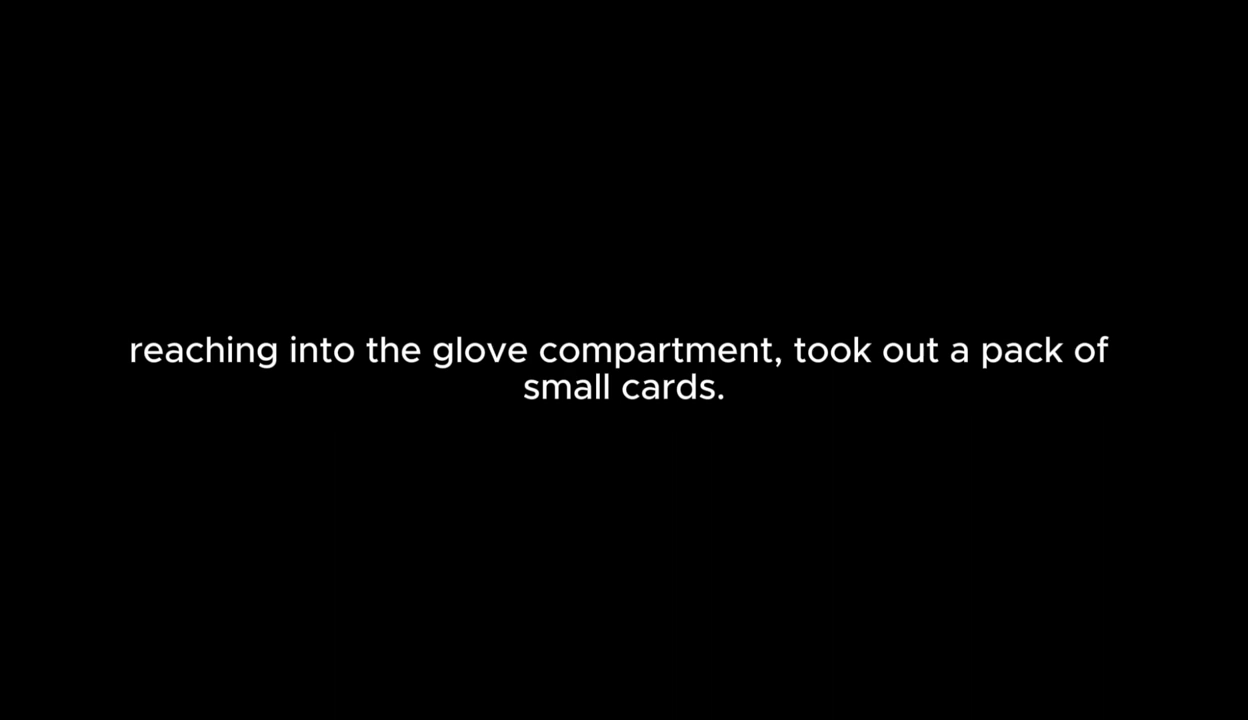 reaching into the glove compartment, took out a pack of
small cards.